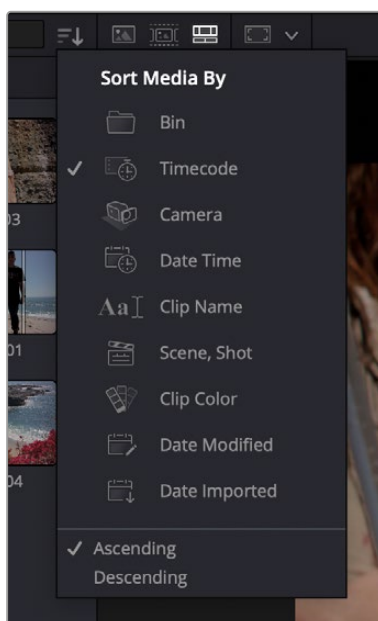 Sort Media By
Bin
Timecode
Camera
Date Time
Aa
Clip Name
Scene, Shot
Clip Color
Date Modified
Date Imported
Ascending
Descending
03
01
04